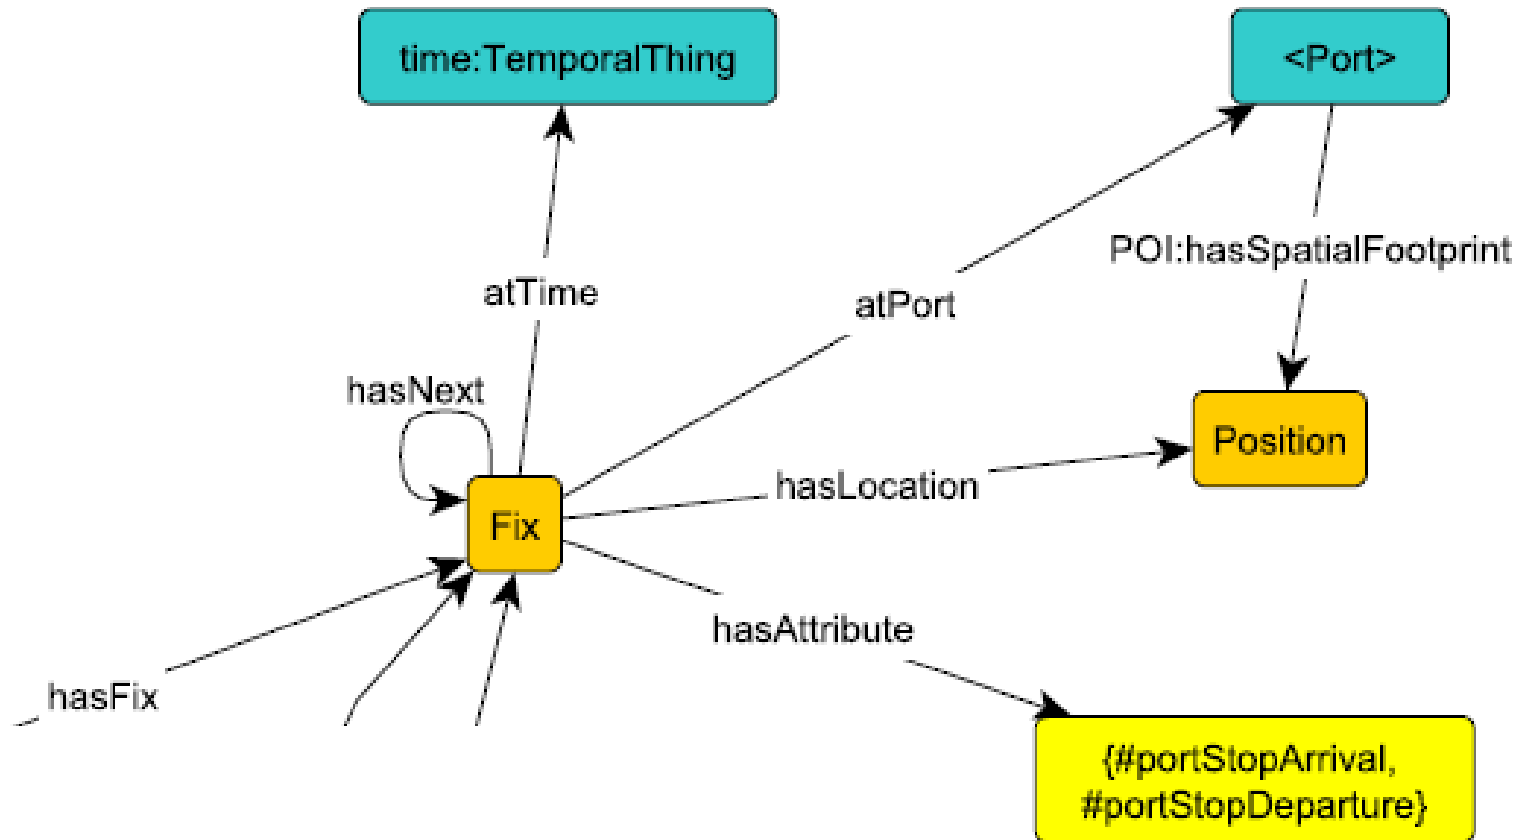 time:TemporalThing
<Port>
POI:hasSpatialFootprint
atTime
atPort
hasNext
Position
hasLocation
Fix
hasAttribute
hasFix
{#portStopArrival,
#portStopDeparture}